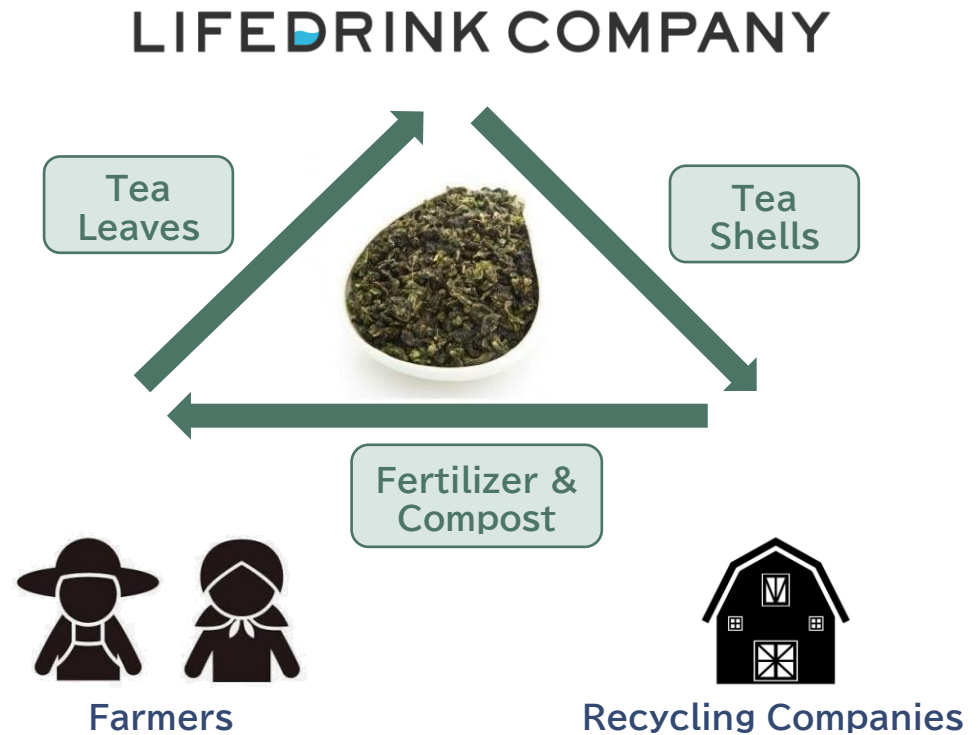 LIFEDRINK COMPANY
Tea
Leaves
Tea
Shells
Fertilizer &
Compost
Farmers
Recycling Companies